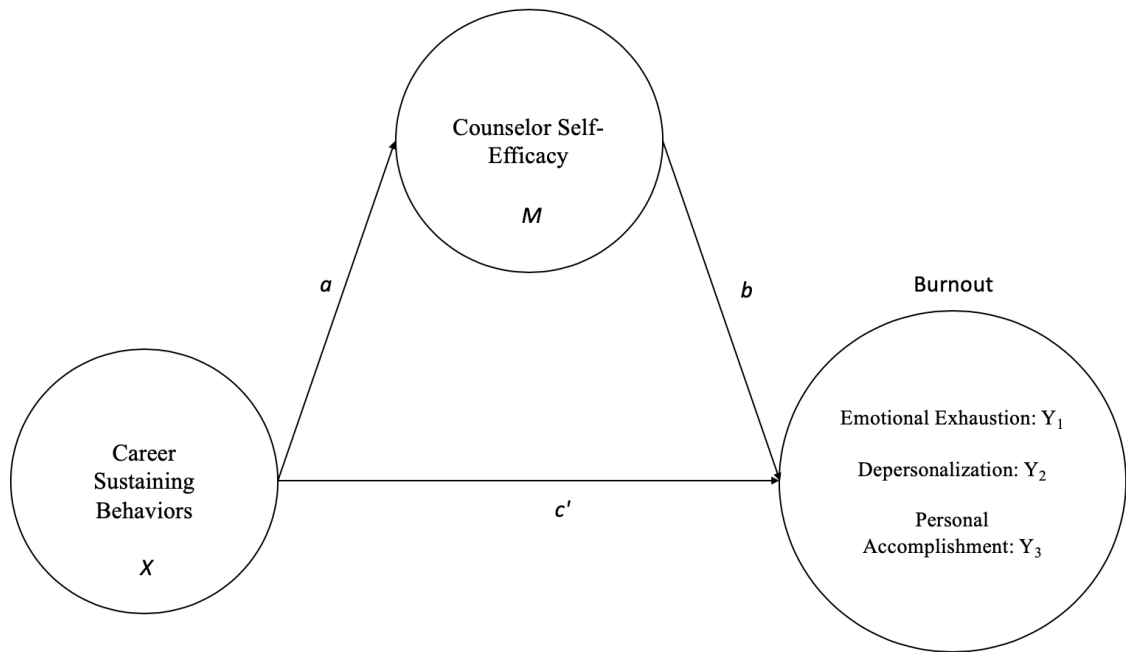 Counselor Self-
Efficacy
M
a
b
Burnout
Career
Sustaining
Behaviors
X
c'
Emotional Exhaustion: Y₁
Depersonalization: Y₂
Personal
Accomplishment: Y₃